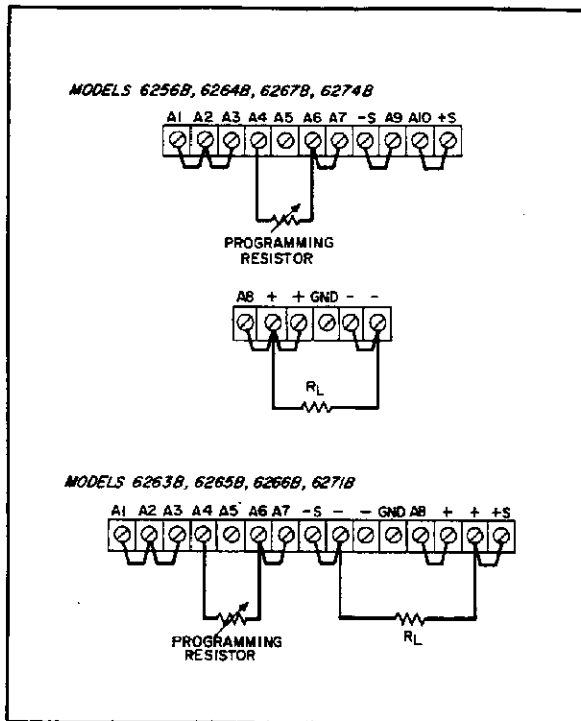 MODELS 6256B, 6264B, 6267B, 6274B
A1 A2 A3 A4 A5 A6 A7 -S A9 A10 +S
PROGRAMMING
RESISTOR
A8 + + GND - -
RL
MODELS 6263B, 6265B, 6266B, 6271B
A1 A2 A3 A4 A5 A6 A7 -S - - GND A8 + + +S
PROGRAMMING
RESISTOR
RL